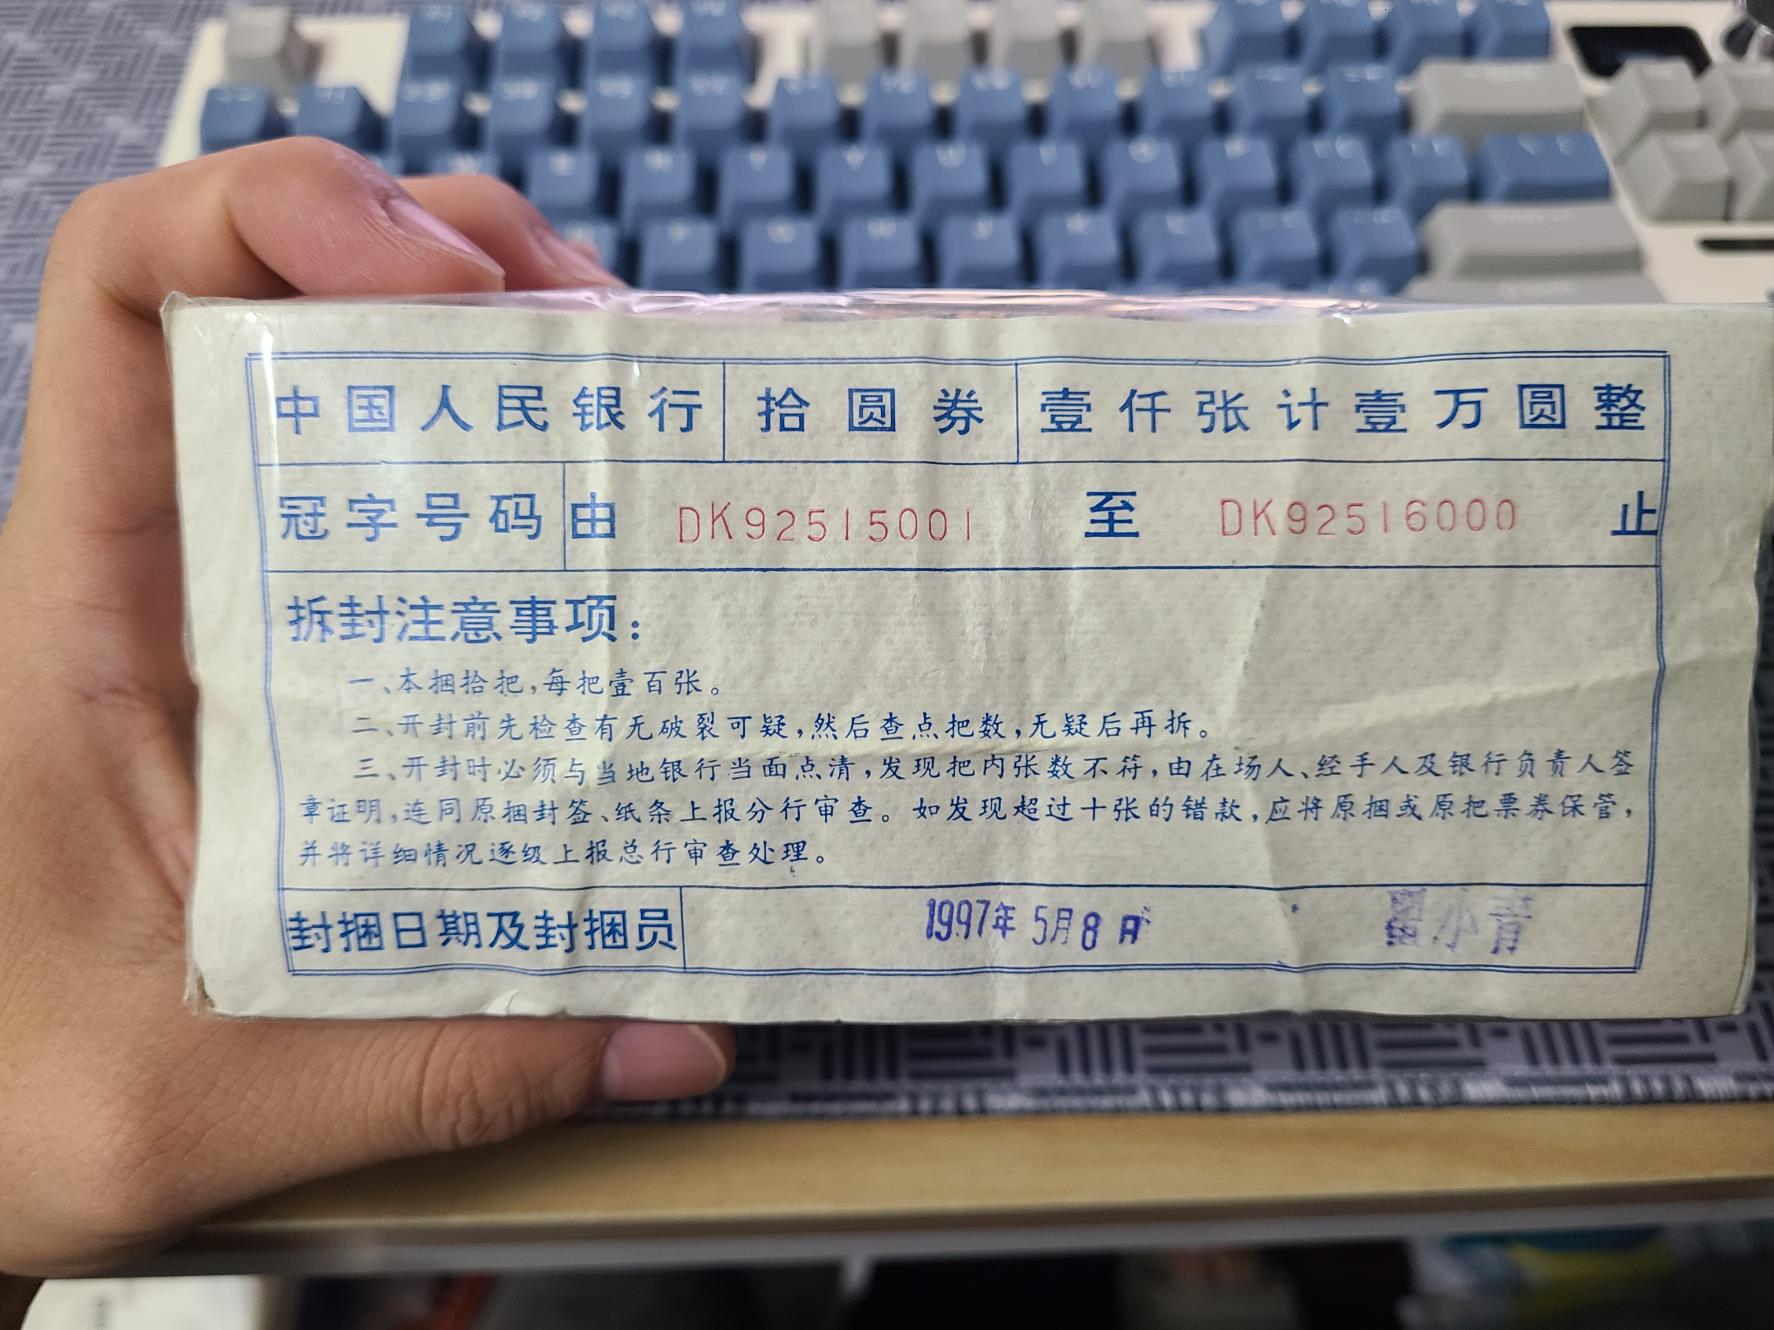 中国人民银行 拾圆券 壹仟张计壹万圆整
冠字号码 由 DK92515001 至 DK92516000 止
拆封注意事项：
一、本捆拾把，每把壹百张。
二、开封前先检查有无破裂可疑，然后查点把数，无疑后再拆。
三、开封时必须与当地银行当面点清，发现把内张数不符，由在场人、经手人及银行负责人签
章证明，连同原捆封签、纸条上报分行审查。如发现超过十张的错款，应将原捆或原把票券保管，
并将详细情况逐级上报总行审查处理。
封捆日期及封捆员 1997年5月8日 小青